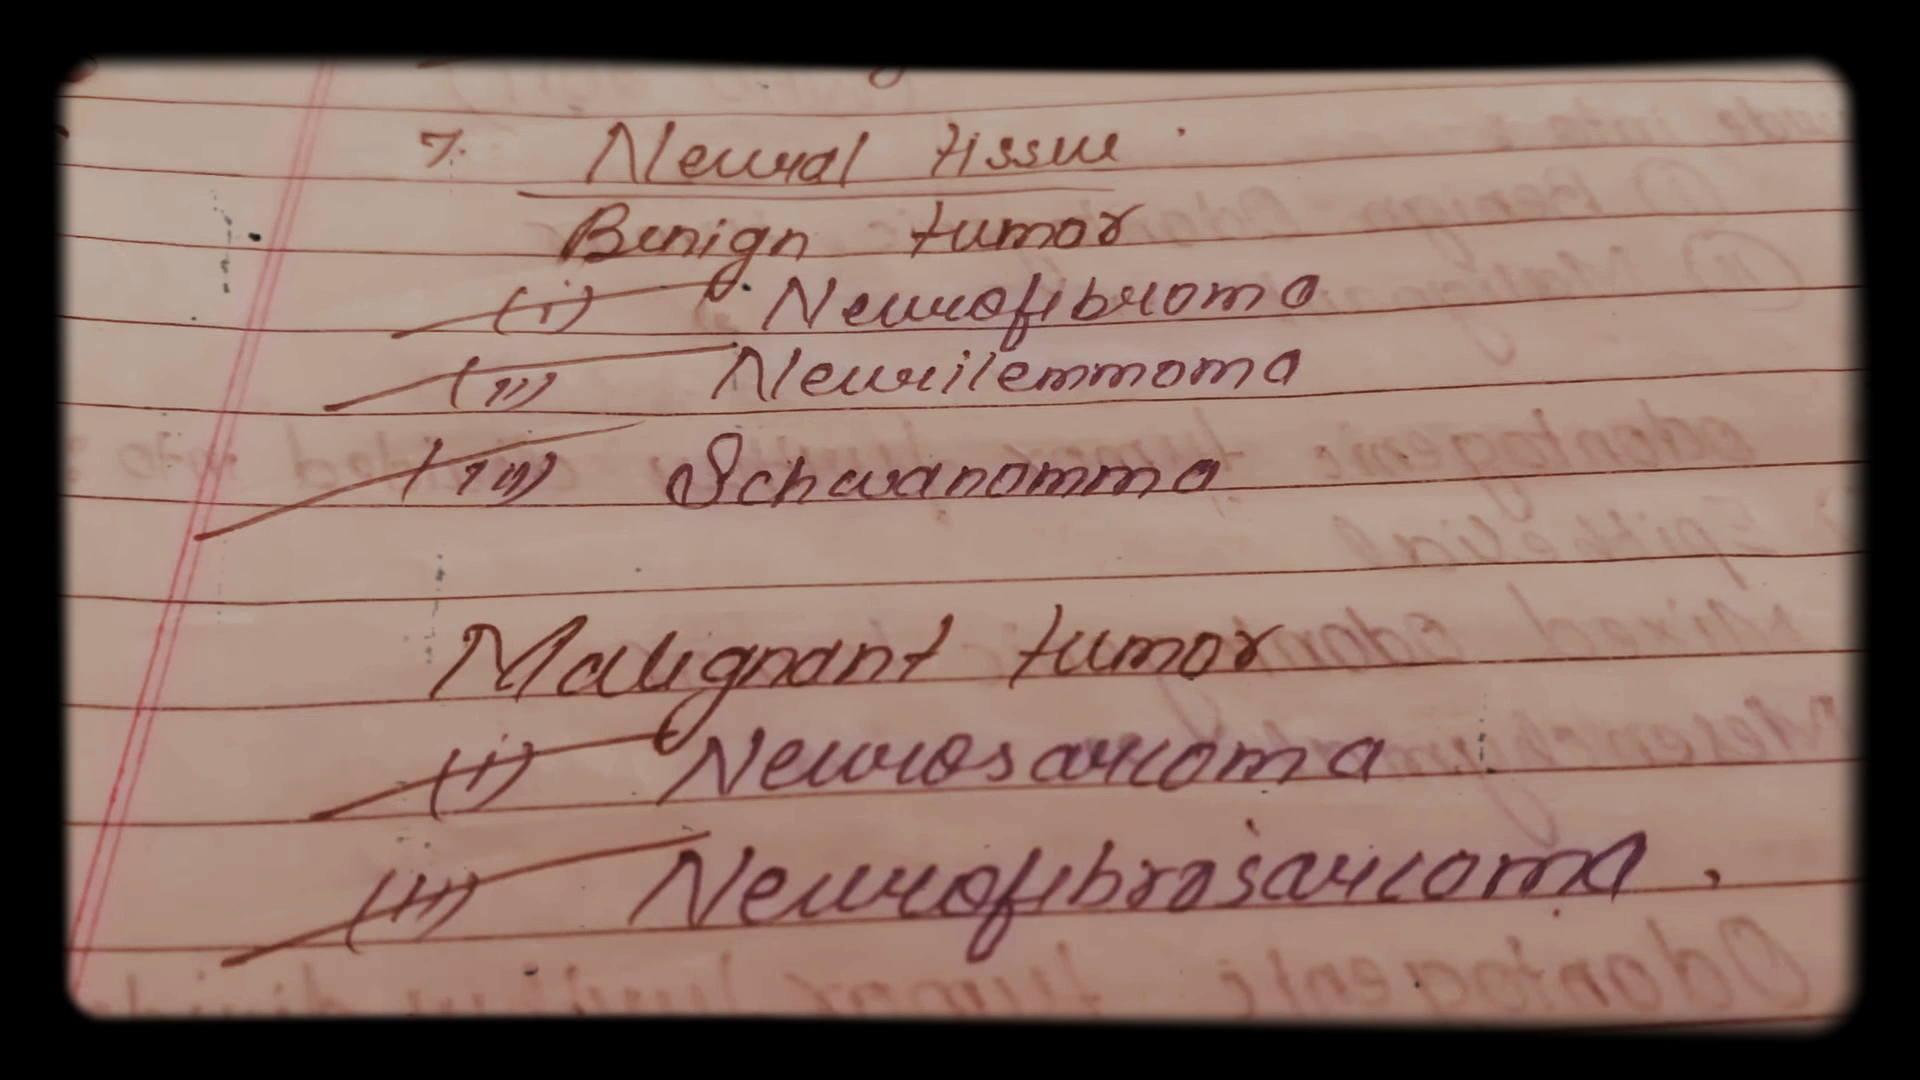 7. Neural tissue
Benign tumor
(i) Neurofibroma
(ii) Neurilemmoma
(iii) Schwanomma
Malignant tumor
(i) Neurosarcoma
(ii) Neurofibrosarcoma.